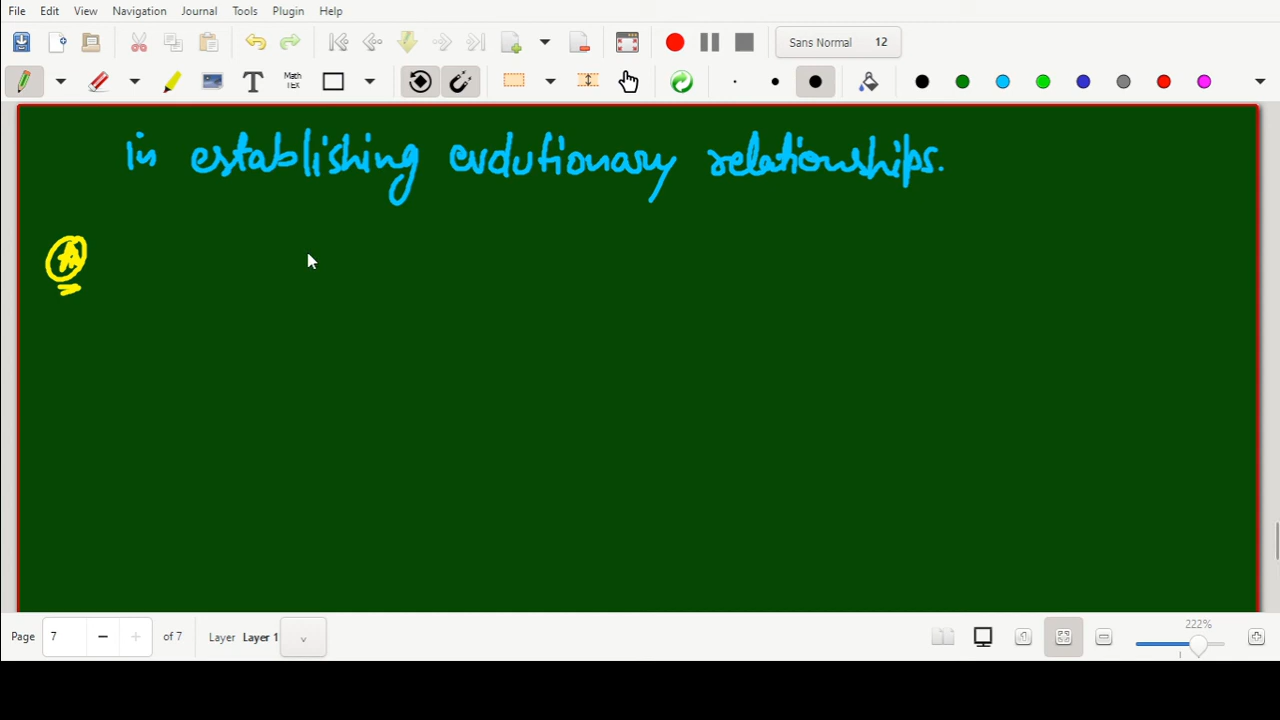 File Edit View Navigation Journal Tools Plugin Help
Math TEX Sans Normal 12
in establishing evolutionary relationships.
Page 7 of 7 Layer Layer 1 222%